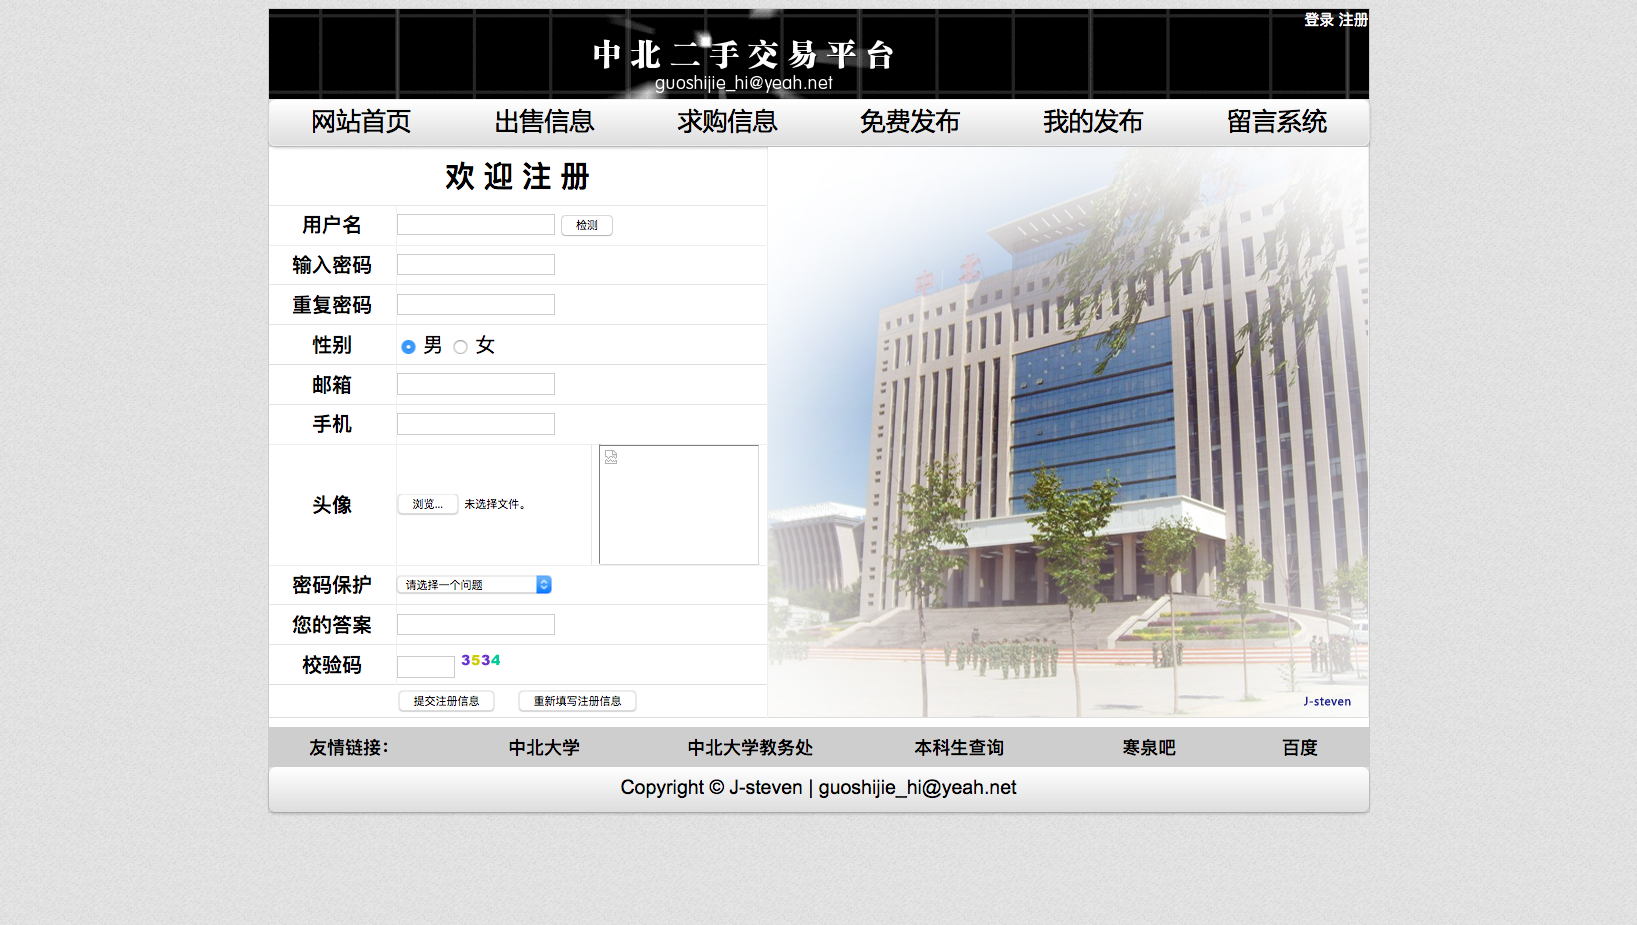 登录 注册
中北二手交易平台
guoshijie_hi@yeah.net
网站首页 出售信息 求购信息 免费发布 我的发布 留言系统
欢 迎 注 册
用户名 检测
输入密码
重复密码
性别 男 女
邮箱
手机
头像 浏览... 未选择文件。
密码保护 请选择一个问题
您的答案
校验码 3534
提交注册信息 重新填写注册信息
中北
J-steven
友情链接： 中北大学 中北大学教务处 本科生查询 寒泉吧 百度
Copyright © J-steven | guoshijie_hi@yeah.net